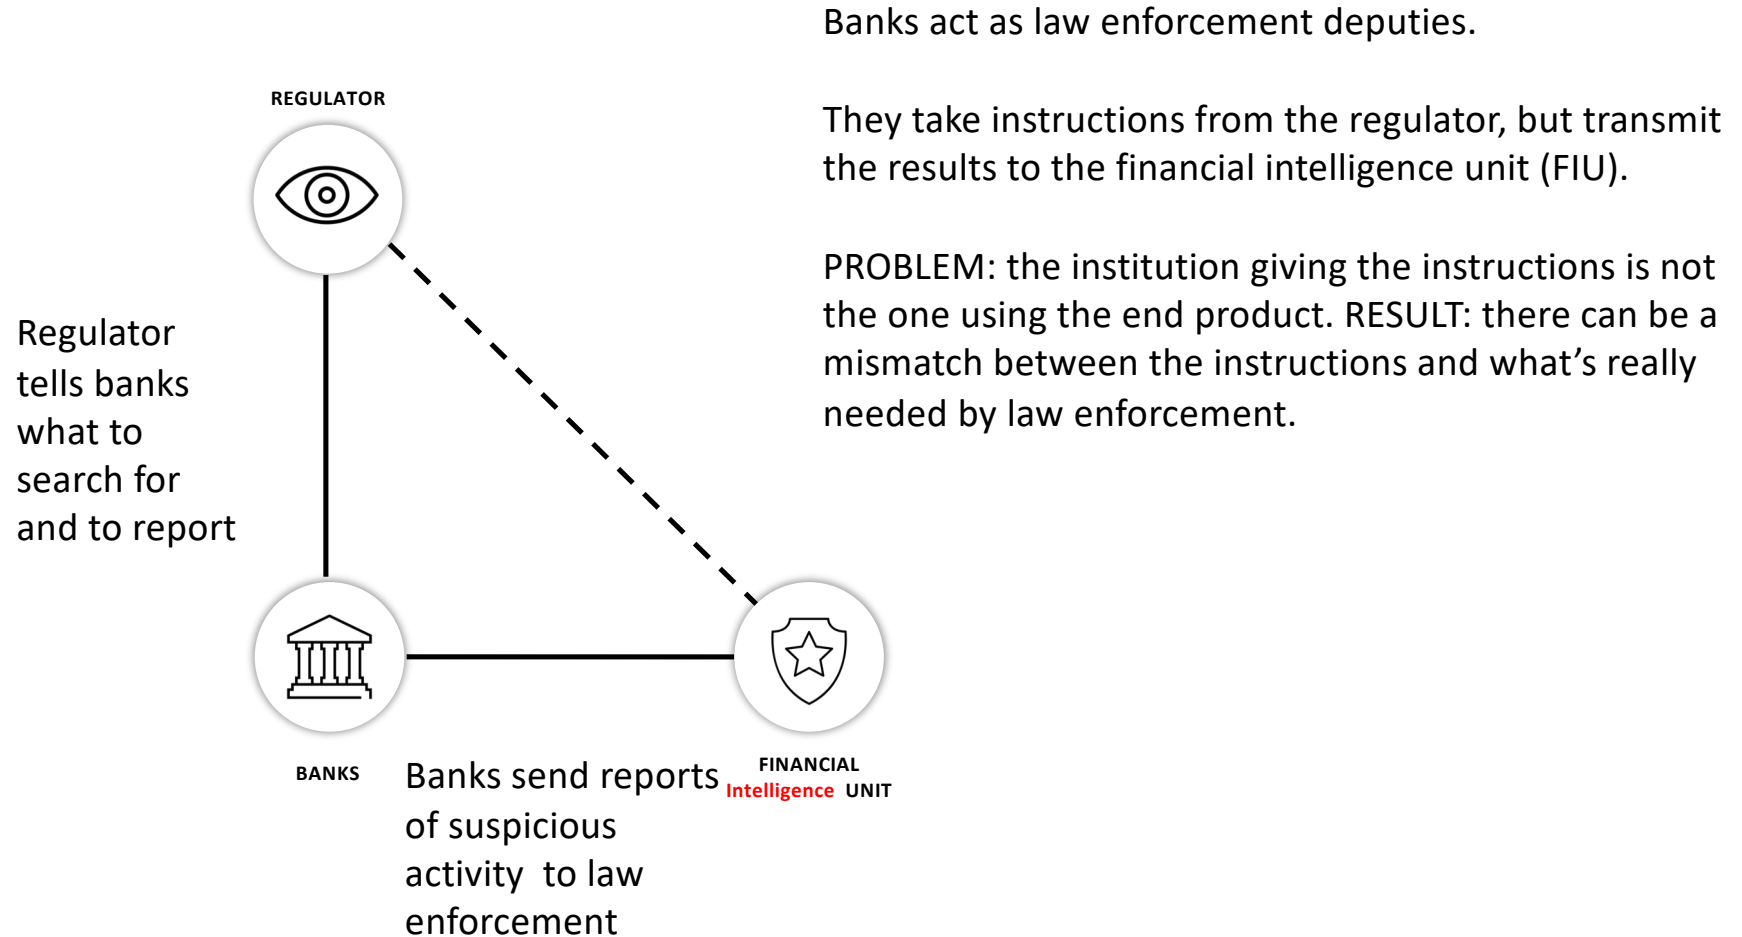 Banks act as law enforcement deputies.
They take instructions from the regulator, but transmit
the results to the financial intelligence unit (FIU).
PROBLEM: the institution giving the instructions is not
the one using the end product. RESULT: there can be a
mismatch between the instructions and what’s really
needed by law enforcement.
REGULATOR
Regulator
tells banks
what to
search for
and to report
BANKS
Banks send reports
of suspicious
activity  to law
enforcement
FINANCIAL
Intelligence  UNIT